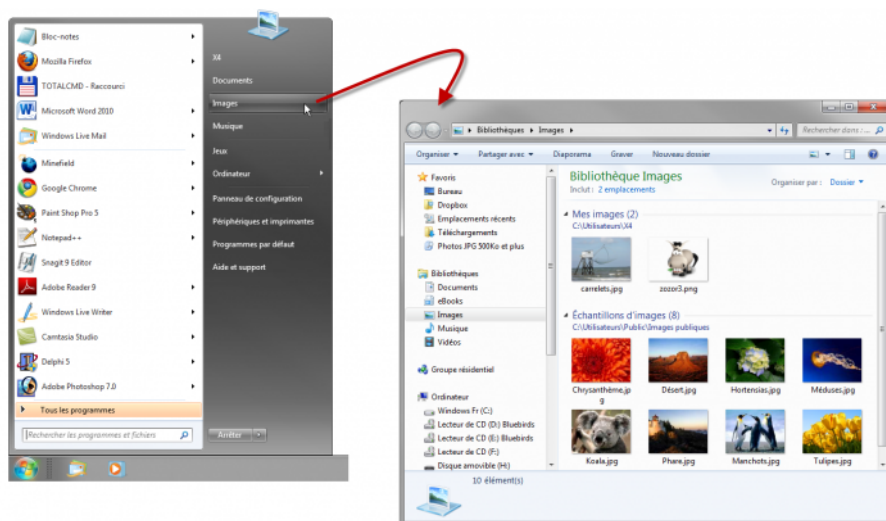 Bloc-notes
Mozilla Firefox
TOTALCMD - Raccourci
Microsoft Word 2010
Windows Live Mail
Minefield
Google Chrome
Paint Shop Pro 5
Notepad++
Snagit 9 Editor
Adobe Reader 9
Windows Live Writer
Camtasia Studio
Delphi 5
Adobe Photoshop 7.0
Tous les programmes
Rechercher les programmes et fichiers
X4
Documents
Images
Musique
Jeux
Ordinateur
Panneau de configuration
Périphériques et imprimantes
Programmes par défaut
Aide et support
Arrêter
Bibliothèques Images
Rechercher dans : ...
Organiser Partager avec Diaporama Graver Nouveau dossier
Favoris
Bureau
Dropbox
Emplacements récents
Téléchargements
Photos JPG 500Ko et plus
Bibliothèques
Documents
eBooks
Images
Musique
Vidéos
Groupe résidentiel
Ordinateur
Windows Fr (C:)
Lecteur de CD (D:) Bluebirds
Lecteur de CD (E:) Bluebirds
Lecteur de CD (F:)
Disque amovible (H:)
Bibliothèque Images
Inclut : 2 emplacements
Organiser par : Dossier
Mes images (2)
C:\Utilisateurs\X4
carrelets.jpg
zozor3.png
Échantillons d'images (8)
C:\Utilisateurs\Public\Images publiques
Chrysanthème.jp
g
Désert.jpg
Hortensias.jpg
Méduses.jpg
Koala.jpg
Phare.jpg
Manchots.jpg
Tulipes.jpg
10 élément(s)